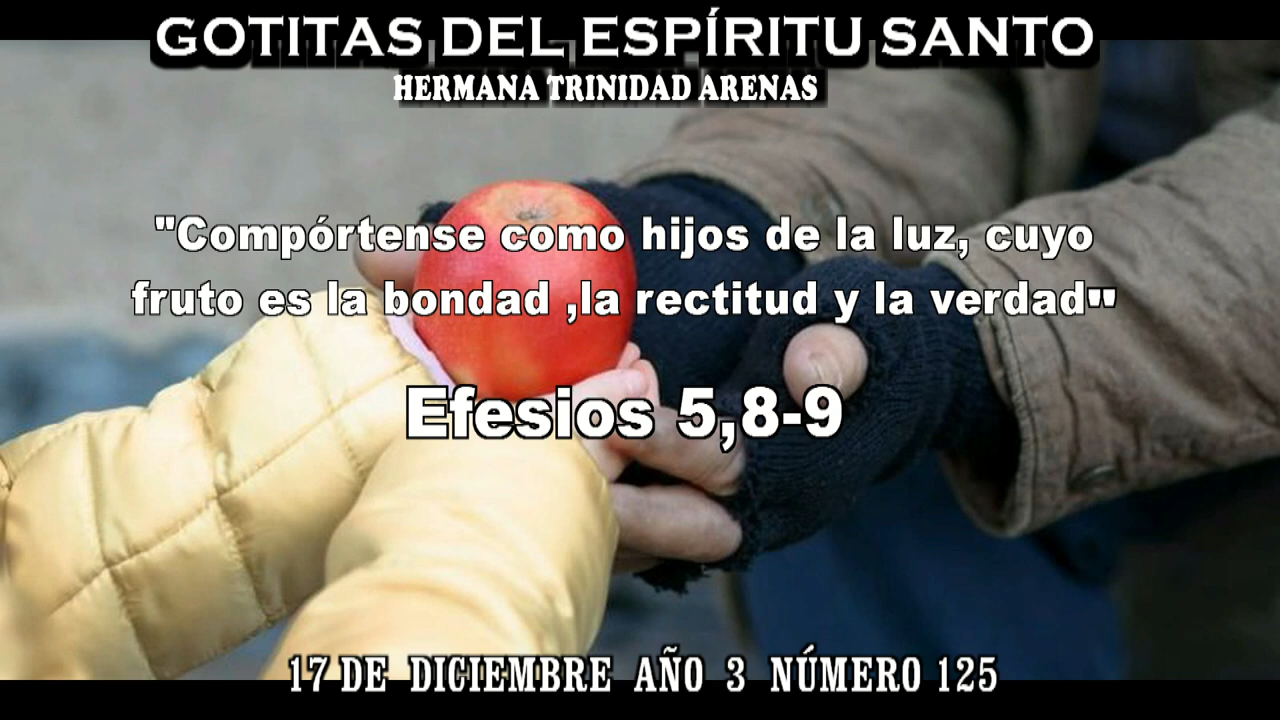 GOTITAS DEL ESPÍRITU SANTO
HERMANA TRINIDAD ARENAS
"Compórtense como hijos de la luz, cuyo
fruto es la bondad ,la rectitud y la verdad"
Efesios 5,8-9
17 DE DICIEMBRE AÑO 3 NÚMERO 125